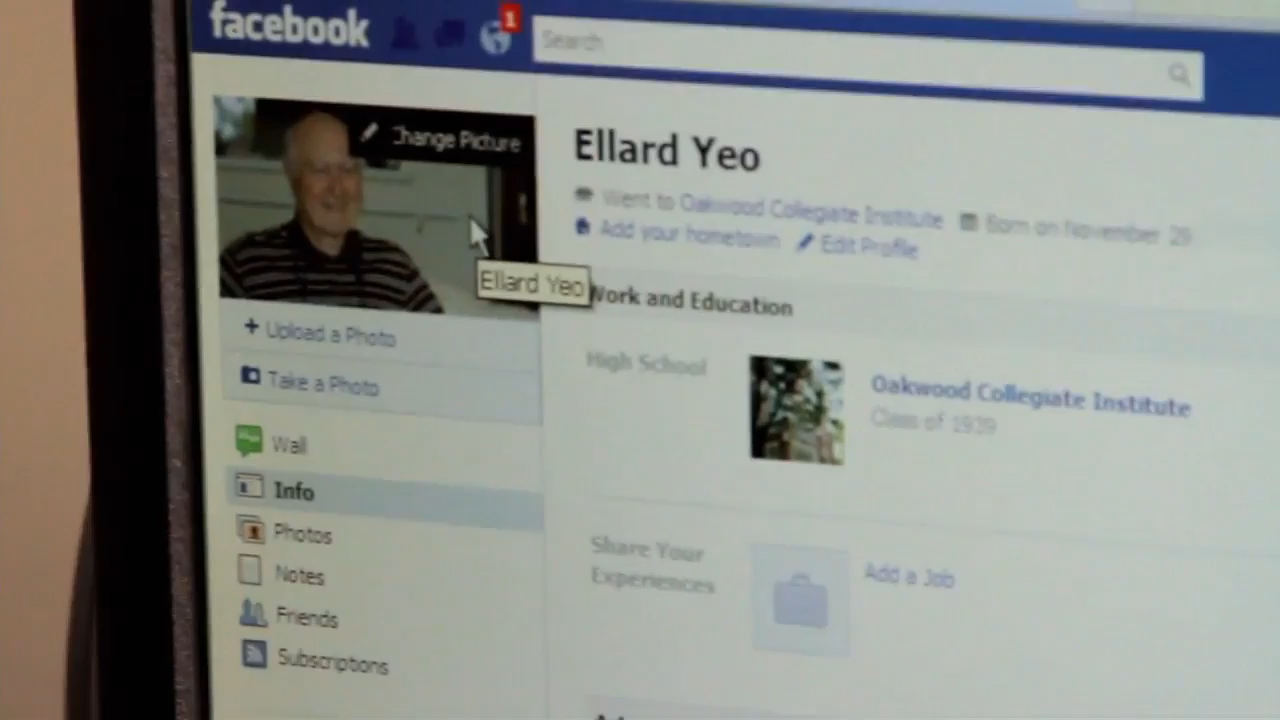 facebook
1
Search
Change Picture
Ellard Yeo
Went to Oakwood Collegiate Institute
Born on November 29
Add your hometown
Edit Profile
Ellard Yeo
Work and Education
Upload a Photo
Take a Photo
High School
Oakwood Collegiate Institute
Class of 1939
Wall
Info
Photos
Notes
Friends
Subscriptions
Share Your
Experiences
Add a Job